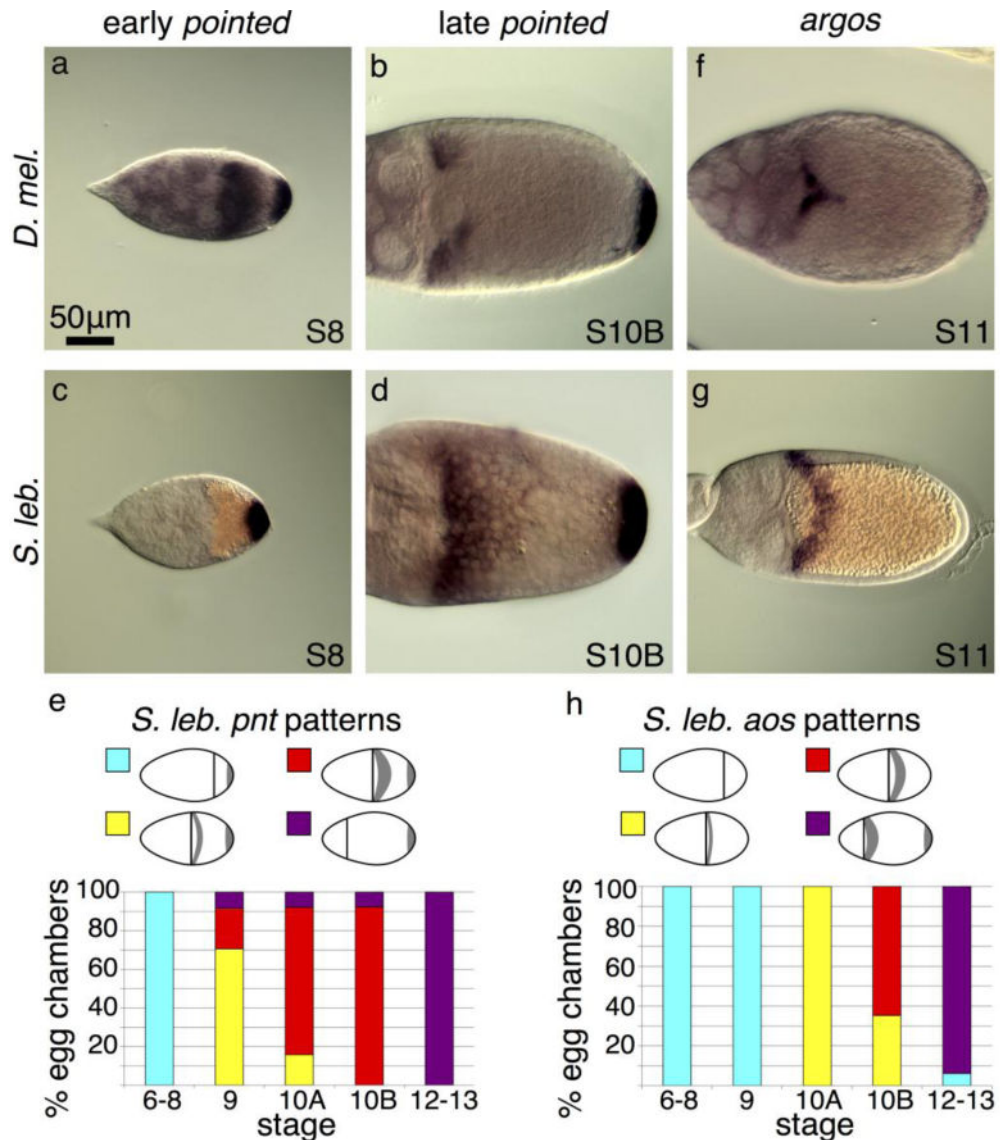 early pointed
late pointed
argos
D. mel.
a
50µm
S8
b
S10B
f
S11
S. leb.
c
S8
d
S10B
g
S11
e
S. leb. pnt patterns
% egg chambers
100
80
60
40
20
6-8
9
10A
10B
12-13
stage
h
S. leb. aos patterns
% egg chambers
100
80
60
40
20
6-8
9
10A
10B
12-13
stage